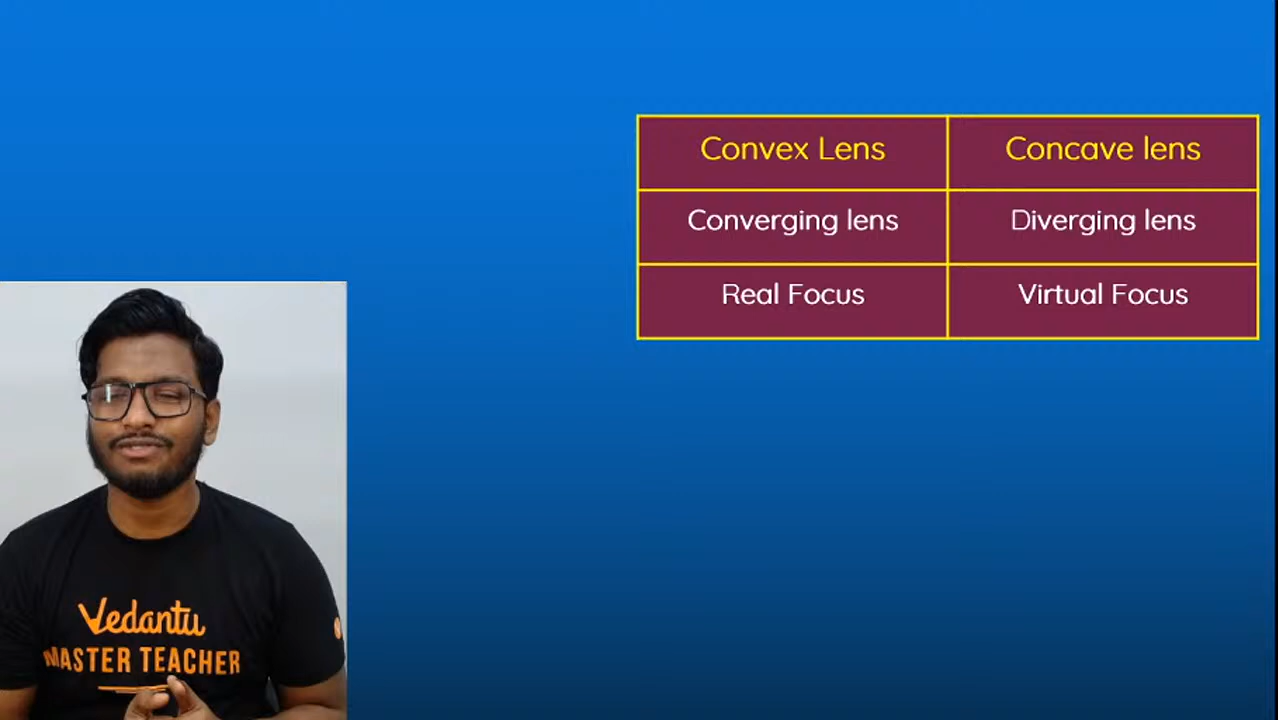 Convex Lens Concave lens
Converging lens Diverging lens
Real Focus Virtual Focus
Vedantu
MASTER TEACHER